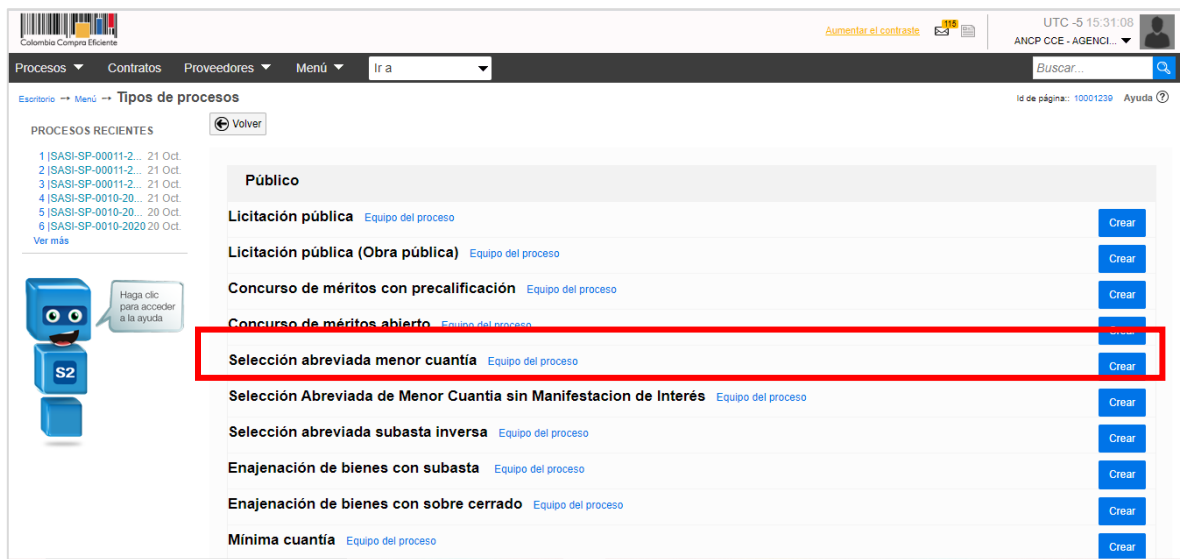 Colombia Compra Eficiente
Aumentar el contraste 115
UTC -5 15:31:08
ANCP CCE - AGENCI...
Procesos Contratos Proveedores Menú Ir a Buscar...
Escritorio → Menú → Tipos de procesos Id de página:: 10001239 Ayuda ?
PROCESOS RECIENTES
Volver
1 |SASI-SP-00011-2... 21 Oct.
2 |SASI-SP-00011-2... 21 Oct.
3 |SASI-SP-00011-2... 21 Oct.
4 |SASI-SP-0010-20... 21 Oct.
5 |SASI-SP-0010-20... 20 Oct.
6 |SASI-SP-0010-2020 20 Oct.
Ver más
Haga clic
para acceder
a la ayuda
S2
Público
Licitación pública Equipo del proceso Crear
Licitación pública (Obra pública) Equipo del proceso Crear
Concurso de méritos con precalificación Equipo del proceso Crear
Concurso de méritos abierto Equipo del proceso Crear
Selección abreviada menor cuantía Equipo del proceso Crear
Selección Abreviada de Menor Cuantia sin Manifestacion de Interés Equipo del proceso Crear
Selección abreviada subasta inversa Equipo del proceso Crear
Enajenación de bienes con subasta Equipo del proceso Crear
Enajenación de bienes con sobre cerrado Equipo del proceso Crear
Mínima cuantía Equipo del proceso Crear